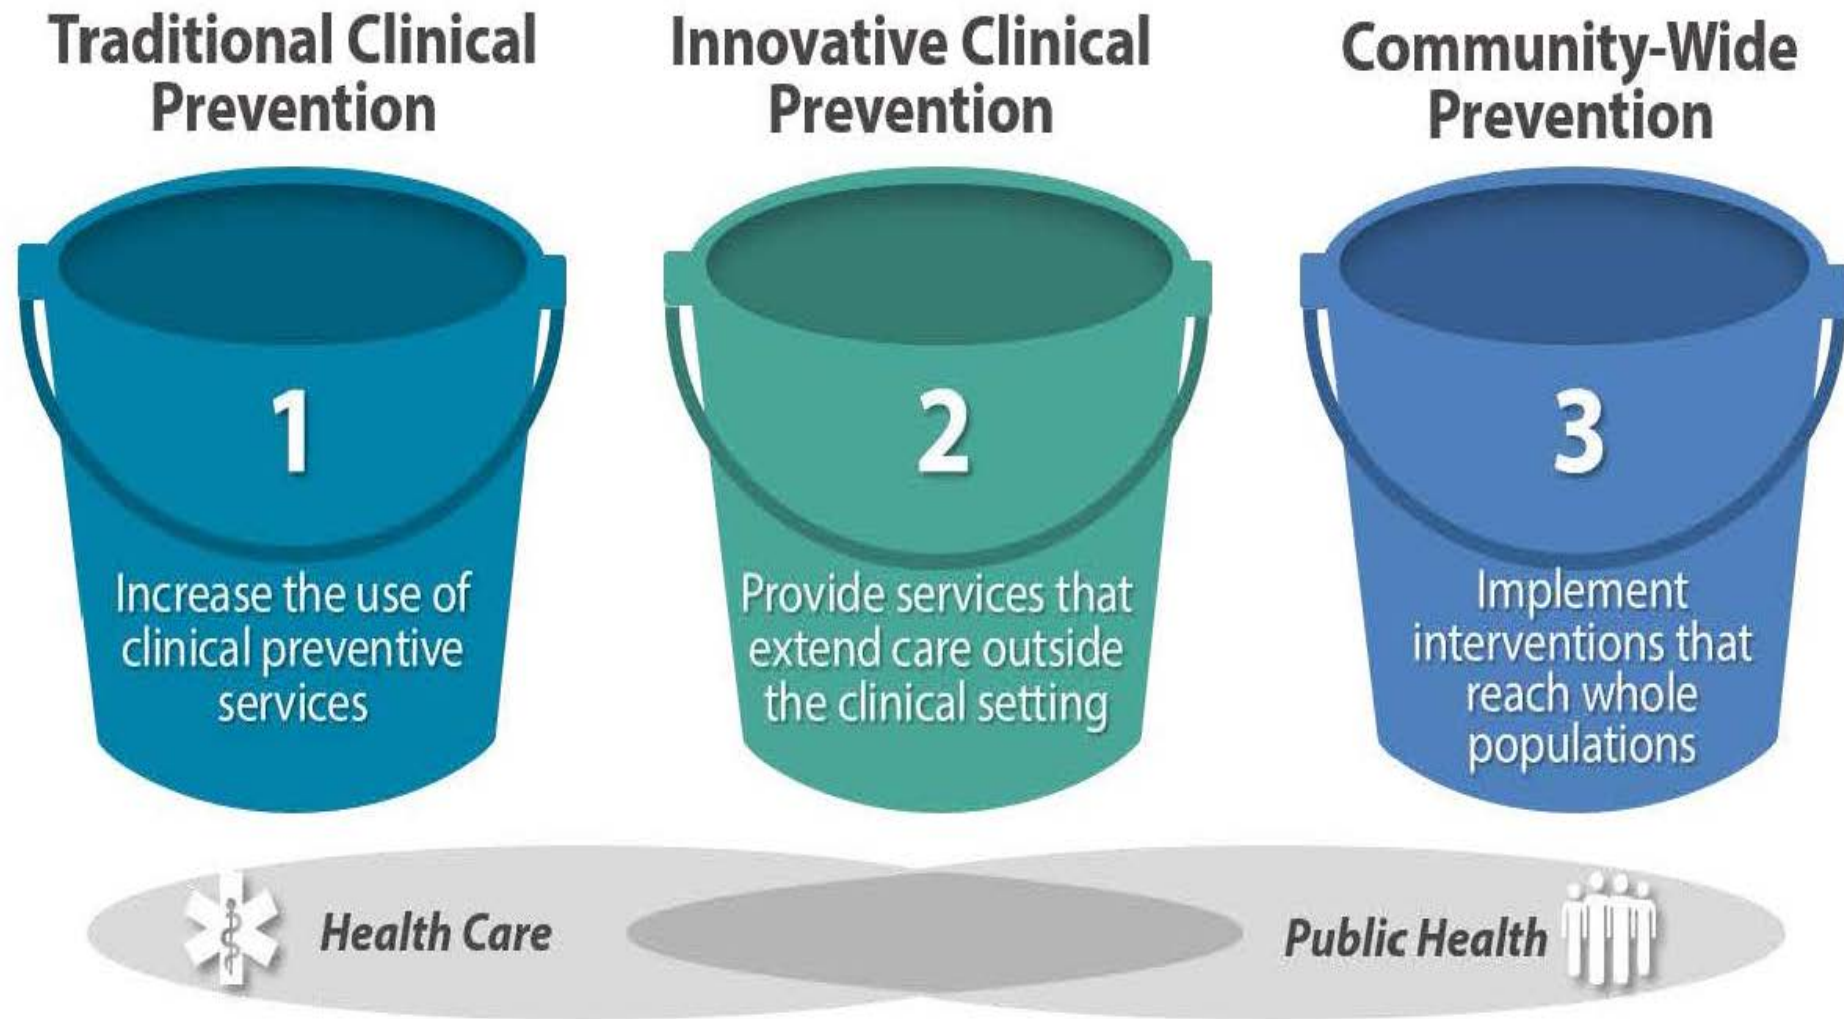 Traditional Clinical
Prevention
Innovative Clinical
Prevention
Community-Wide
Prevention
1
Increase the use of
clinical preventive
services
2
Provide services that
extend care outside
the clinical setting
3
Implement
interventions that
reach whole
populations
Health Care
Public Health